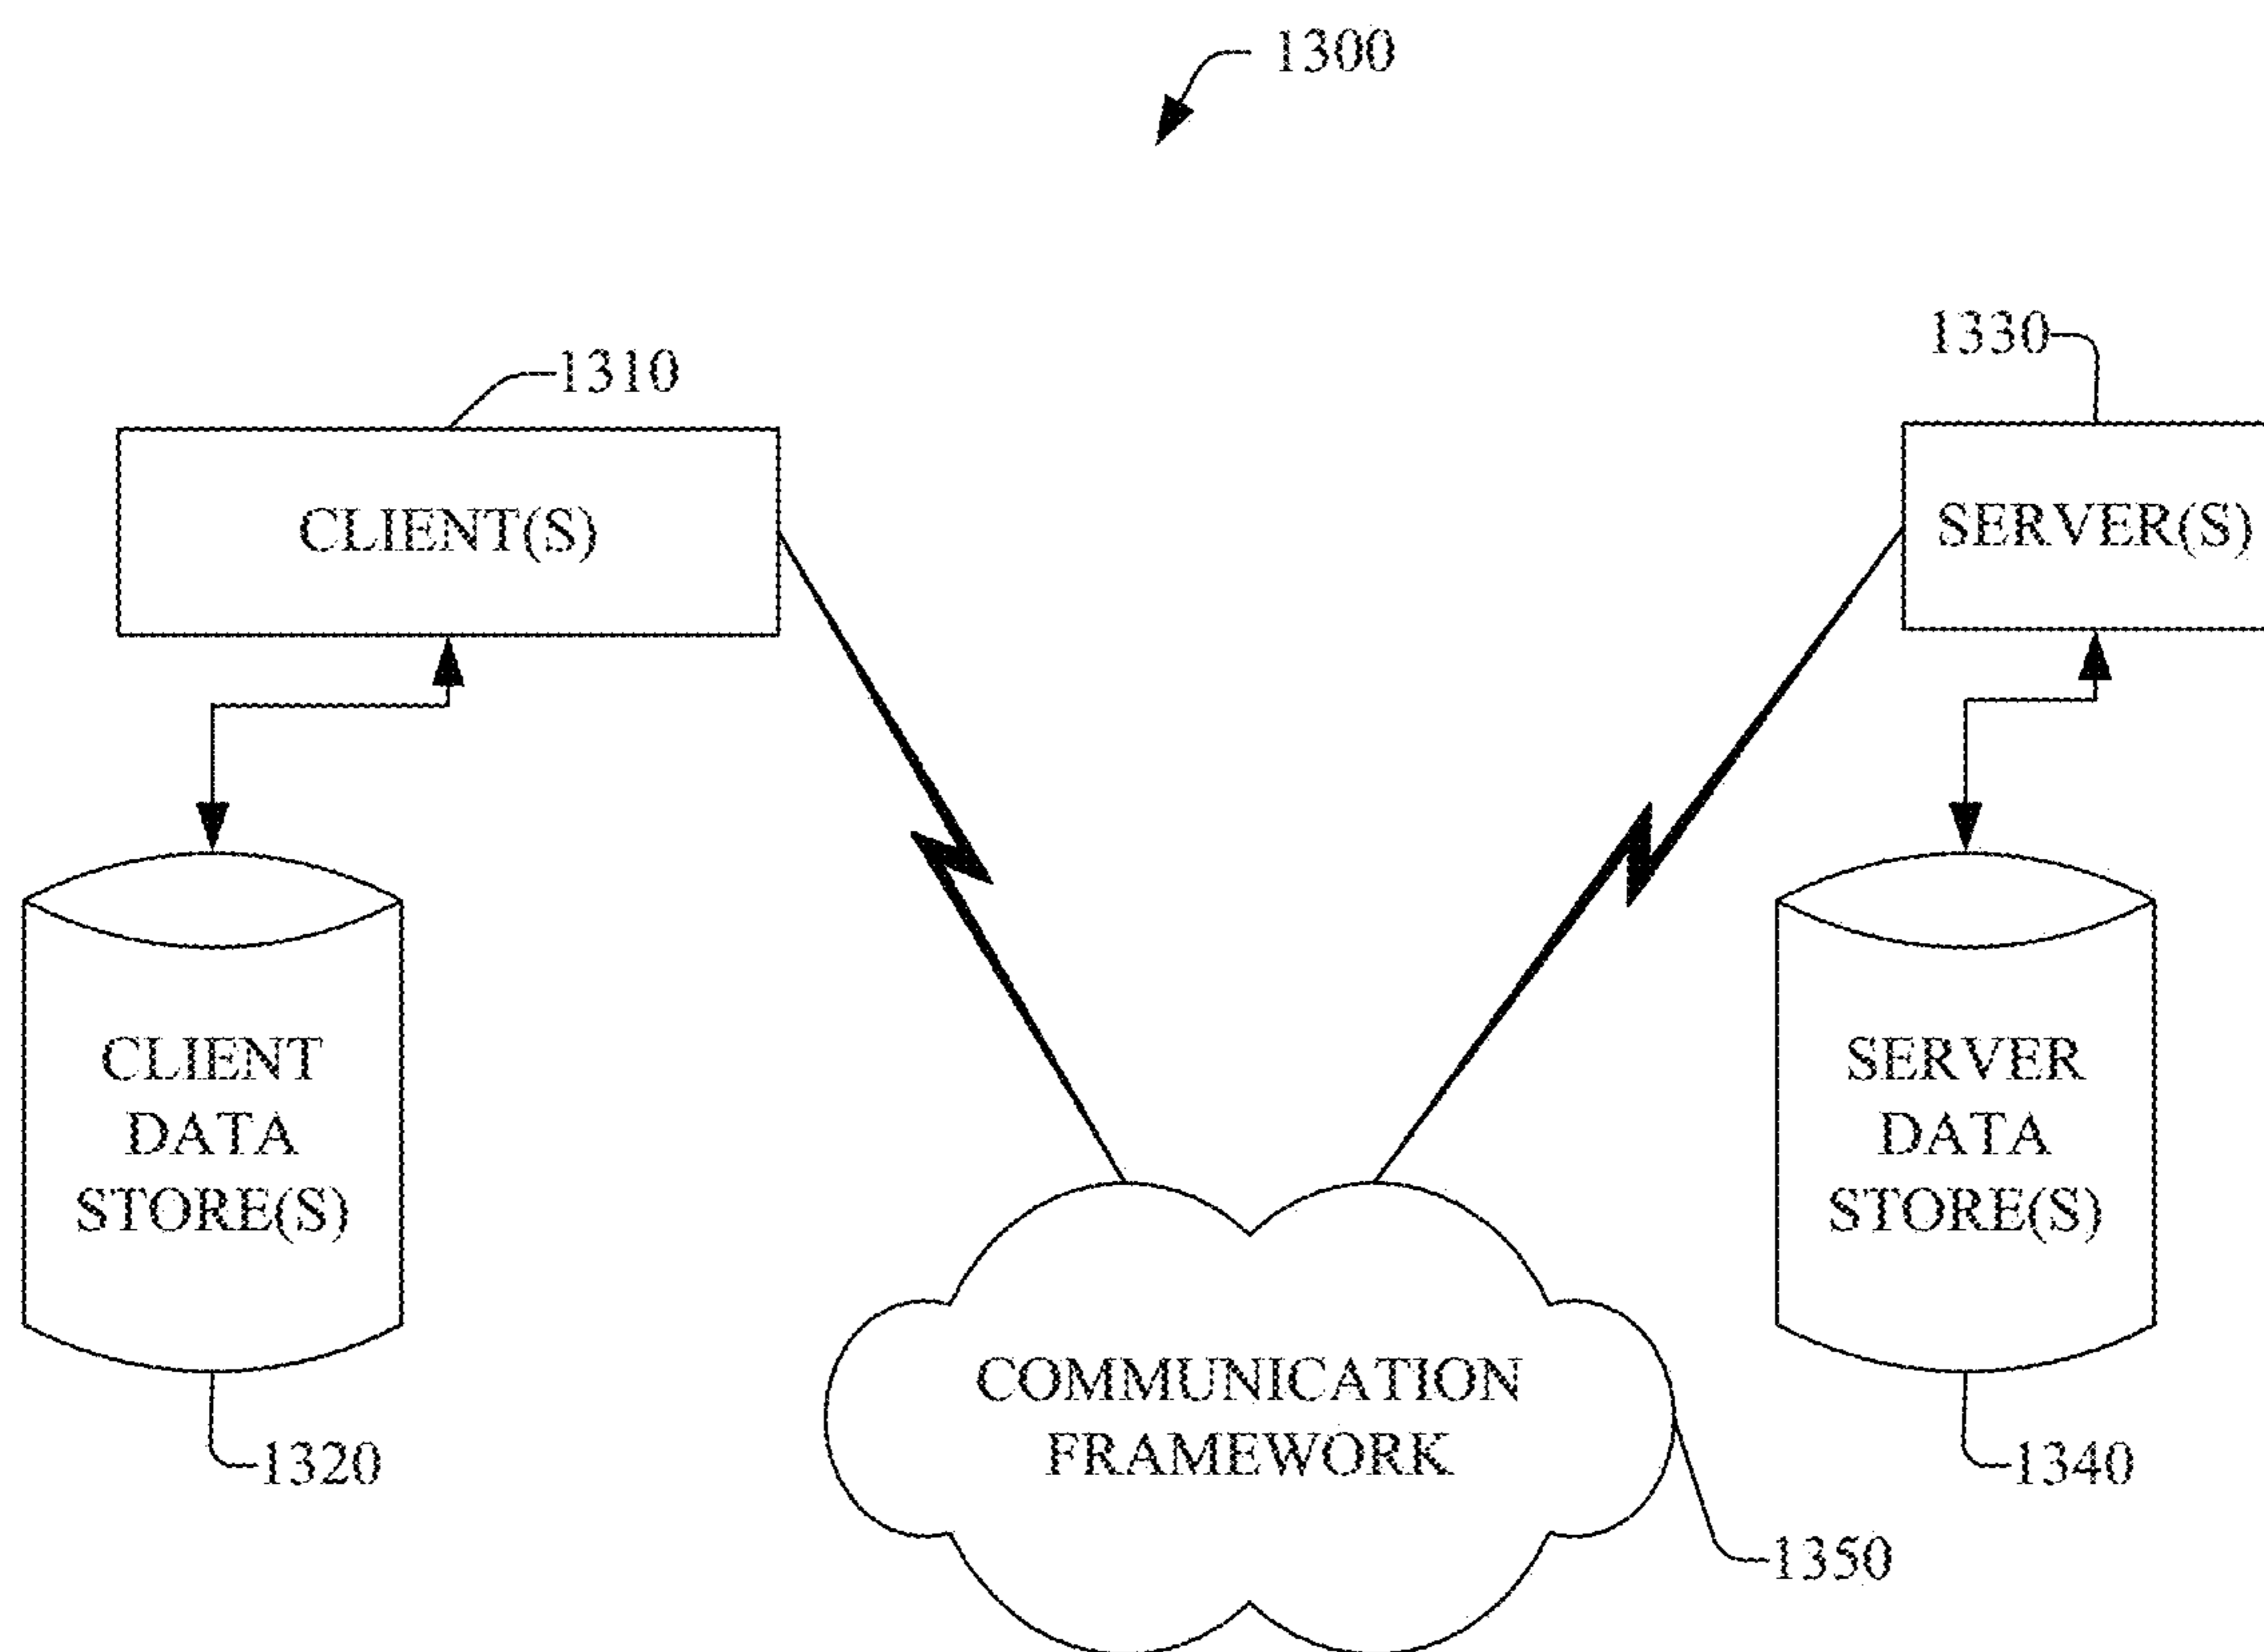 1300
1310
1330
CLIENT(S)
SERVER(S)
CLIENT
DATA
STORE(S)
SERVER
DATA
STORE(S)
COMMUNICATION
FRAMEWORK
1320
1340
1350